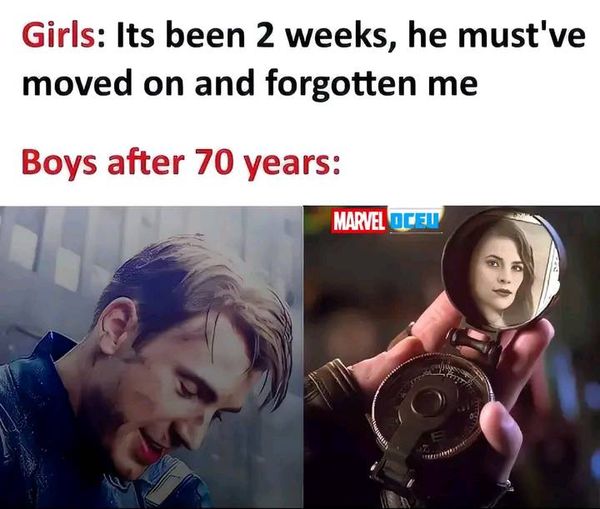 Girls: Its been 2 weeks, he must've
moved on and forgotten me
Boys after 70 years:
MARVEL OCEU